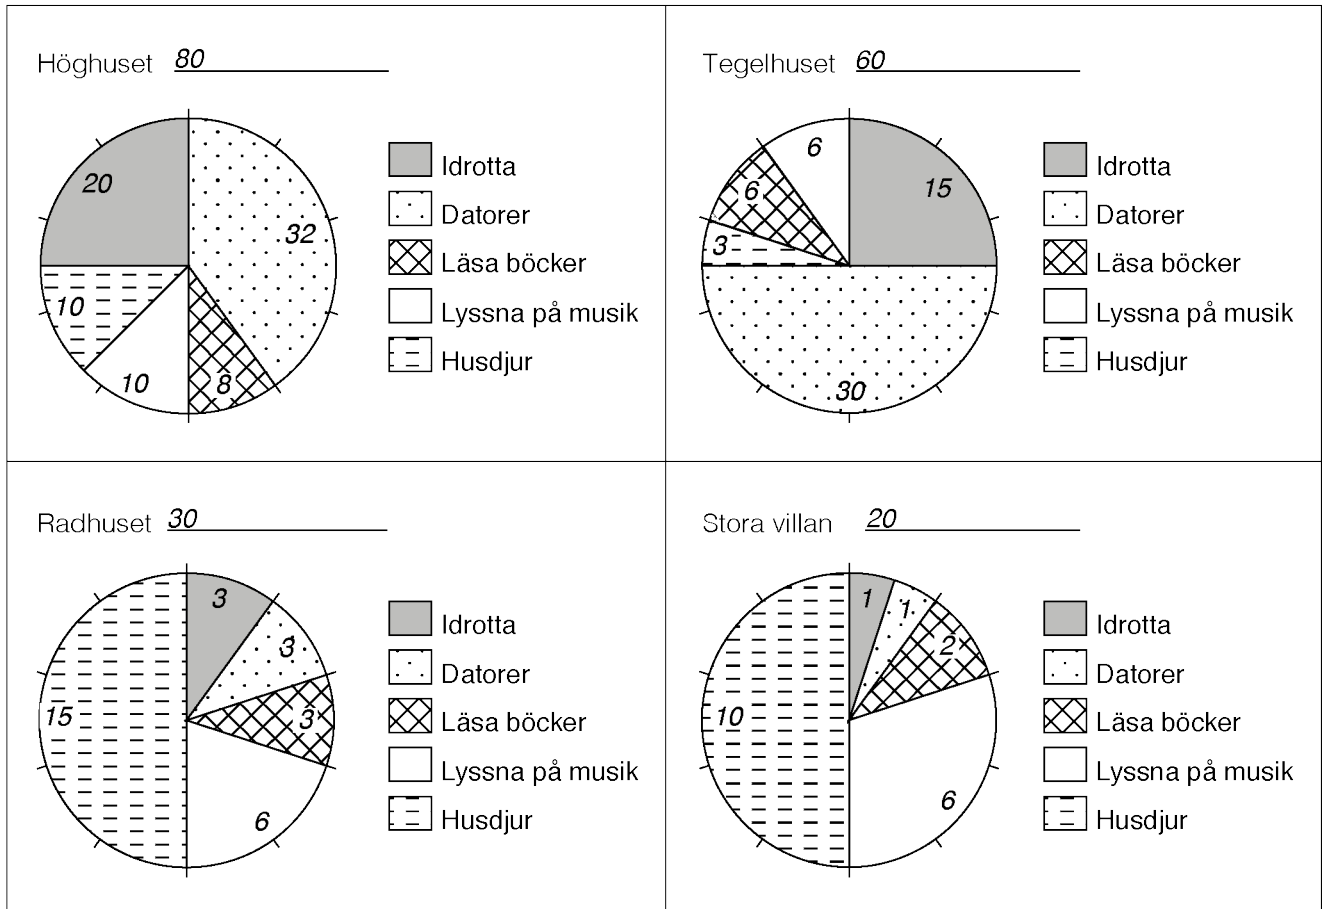 Höghuset 80
20
32
10
10
8
Idrotta
Datorer
Läsa böcker
Lyssna på musik
Husdjur
Tegelhuset 60
6
15
6
3
30
Idrotta
Datorer
Läsa böcker
Lyssna på musik
Husdjur
Radhuset 30
3
3
15
3
6
Idrotta
Datorer
Läsa böcker
Lyssna på musik
Husdjur
Stora villan 20
1
1
2
10
6
Idrotta
Datorer
Läsa böcker
Lyssna på musik
Husdjur